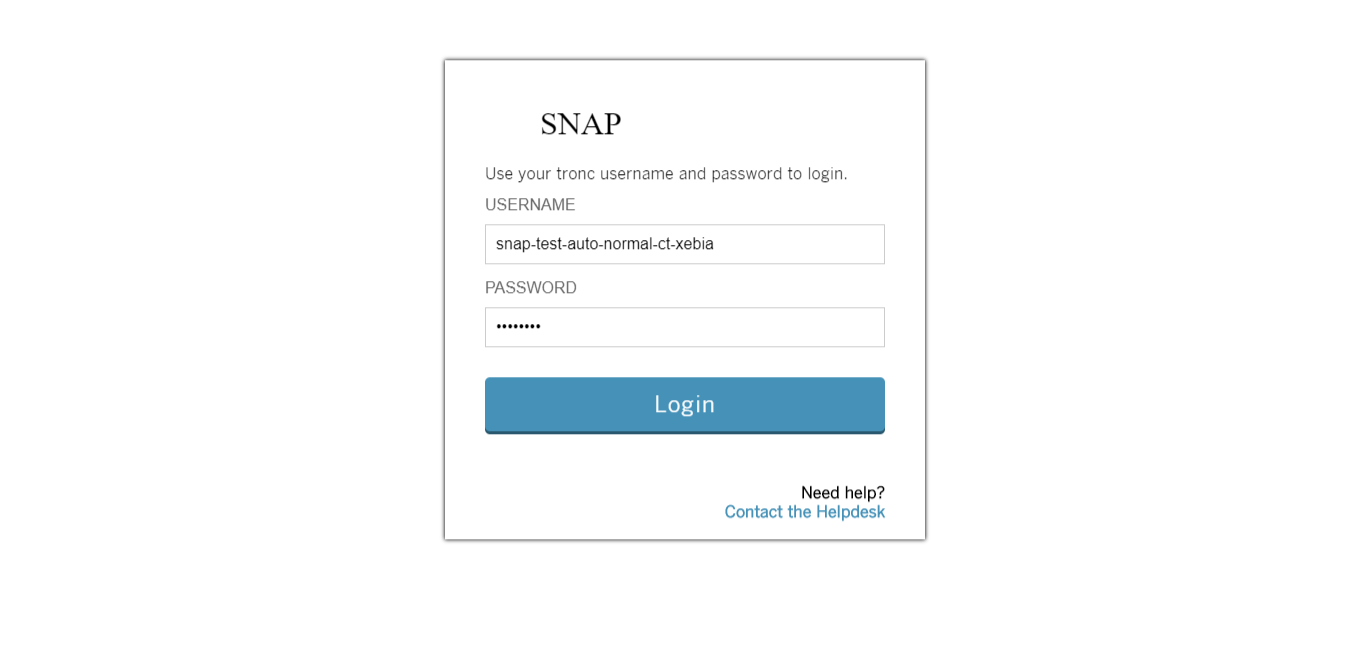 SNAP
Use your tronc username and password to login.
USERNAME
snap-test-auto-normal-ct-xebia
PASSWORD
••••••••
Login
Need help?
Contact the Helpdesk